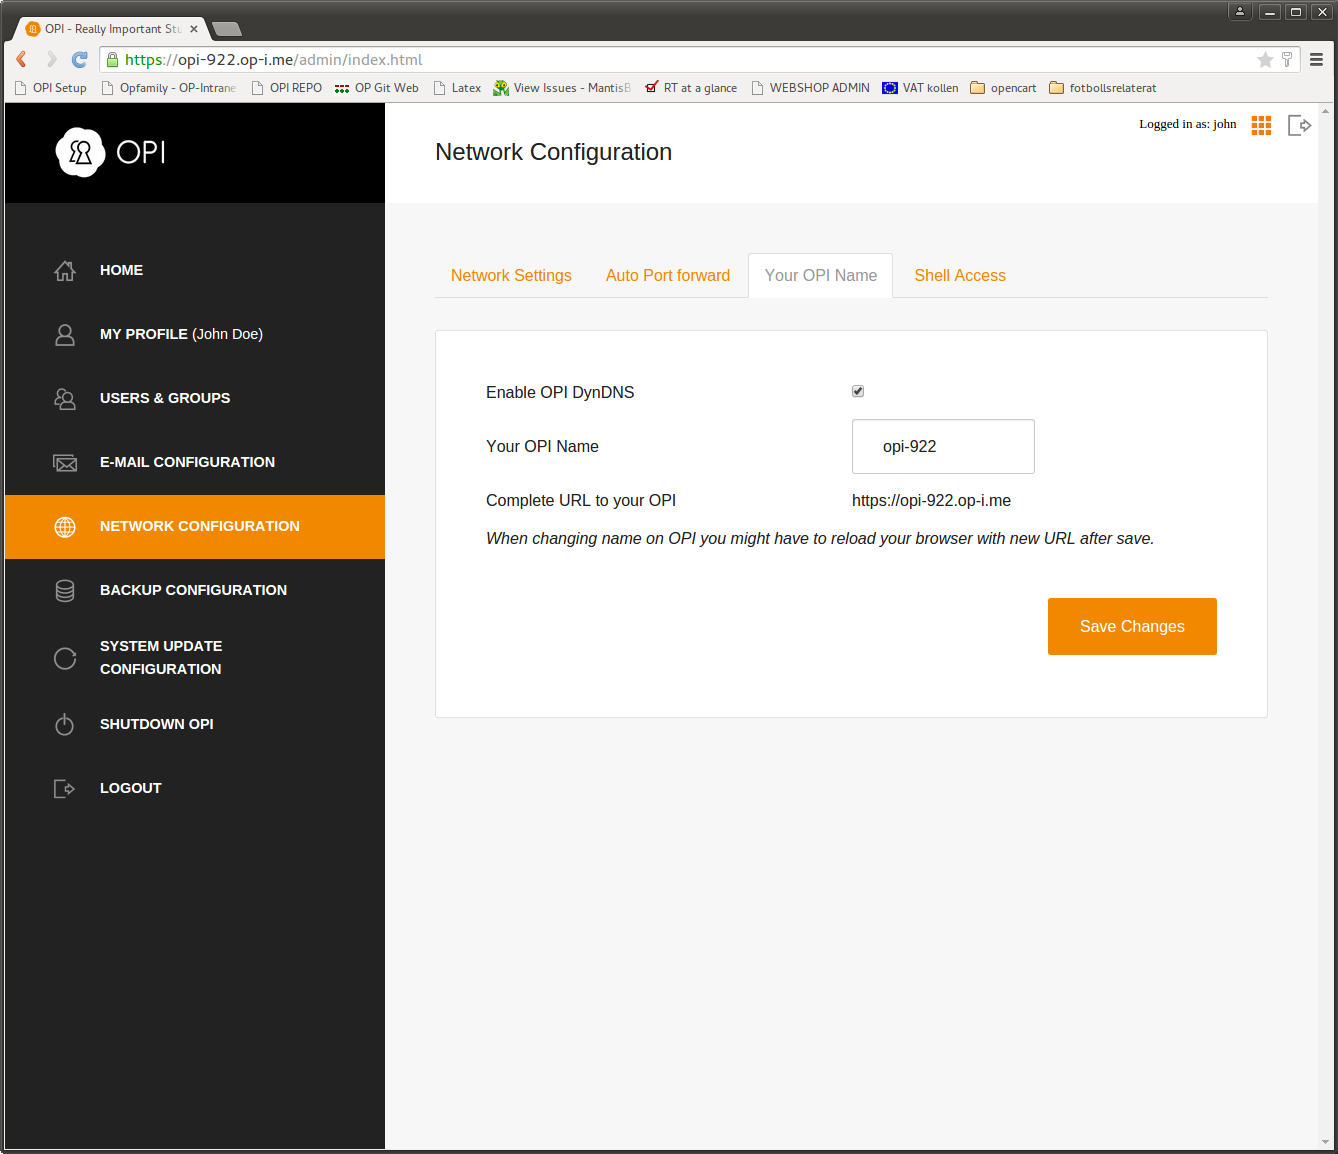 OPI - Really Important Stu
https://opi-922.op-i.me/admin/index.html
OPI Setup
Opfamily - OP-Intrane
OPI REPO
OP Git Web
Latex
View Issues - MantisB
RT at a glance
WEBSHOP ADMIN
VAT kollen
opencart
fotbollsrelaterat
OPI
Logged in as: john
Network Configuration
HOME
MY PROFILE (John Doe)
USERS & GROUPS
E-MAIL CONFIGURATION
NETWORK CONFIGURATION
BACKUP CONFIGURATION
SYSTEM UPDATE
CONFIGURATION
SHUTDOWN OPI
LOGOUT
Network Settings
Auto Port forward
Your OPI Name
Shell Access
Enable OPI DynDNS
Your OPI Name
opi-922
Complete URL to your OPI
https://opi-922.op-i.me
When changing name on OPI you might have to reload your browser with new URL after save.
Save Changes